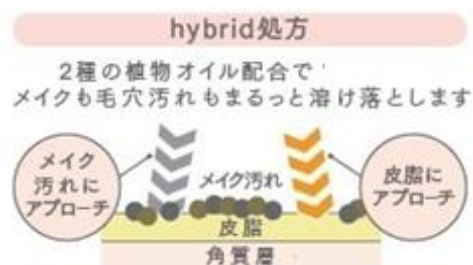 hybrid処方
2種の植物オイル配合で
メイクも毛穴汚れもまるっと溶け落とします
メイク
汚れに
アプローチ
メイク汚れ
皮脂に
アプローチ
皮脂
角質層